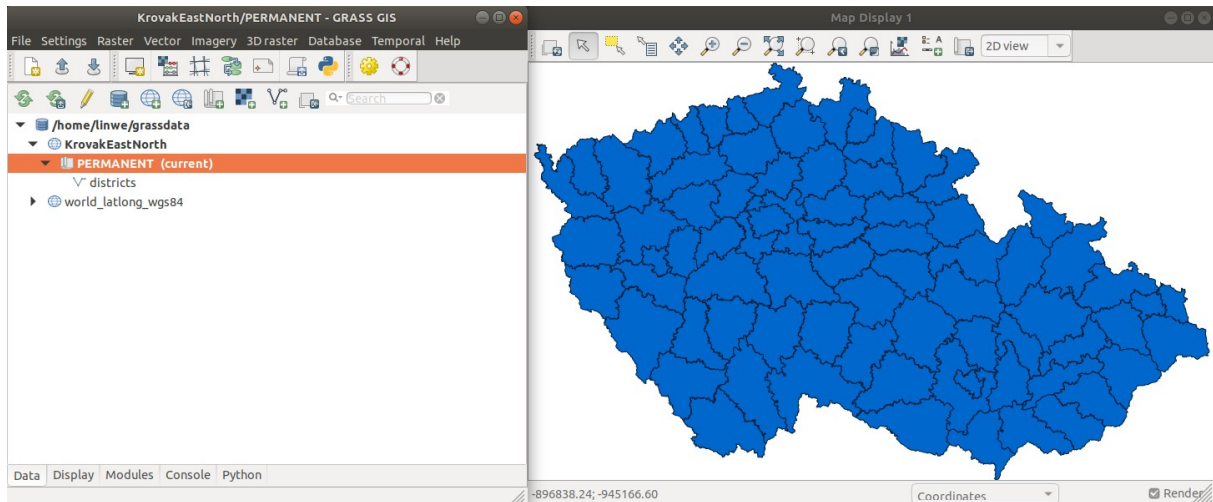 KrovakEastNorth/PERMANENT - GRASS GIS
File Settings Raster Vector Imagery 3D raster Database Temporal Help
Search
/home/linwe/grassdata
KrovakEastNorth
PERMANENT (current)
districts
world_latlong_wgs84
Data Display Modules Console Python
Map Display 1
2D view
-896838.24; -945166.60
Coordinates
Render